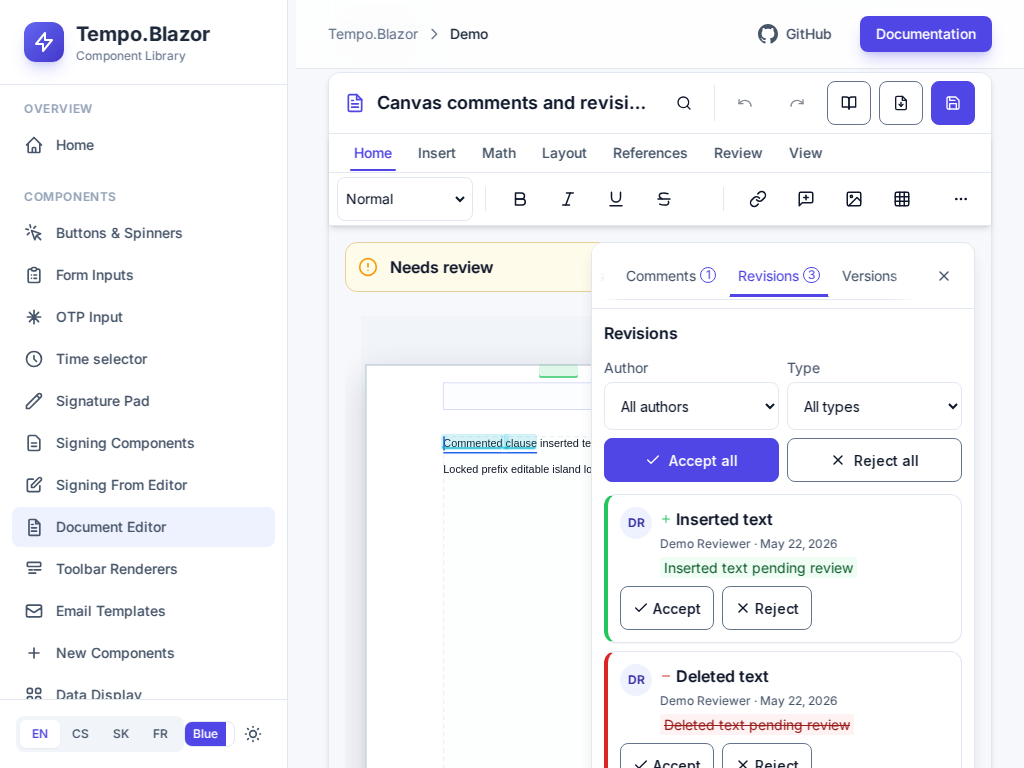 Tempo.Blazor
Component Library
OVERVIEW
Home
COMPONENTS
Buttons & Spinners
Form Inputs
OTP Input
Time selector
Signature Pad
Signing Components
Signing From Editor
Document Editor
Toolbar Renderers
Email Templates
New Components
Data Display
EN CS SK FR Blue
Tempo.Blazor > Demo
GitHub Documentation
Canvas comments and revisi...
Home Insert Math Layout References Review View
Normal
Needs review
Commented clause inserted te
Locked prefix editable island lo
Comments 1 Revisions 3 Versions
Revisions
Author Type
All authors All types
Accept all Reject all
DR + Inserted text
Demo Reviewer · May 22, 2026
Inserted text pending review
Accept Reject
DR − Deleted text
Demo Reviewer · May 22, 2026
Deleted text pending review
Accept Reject